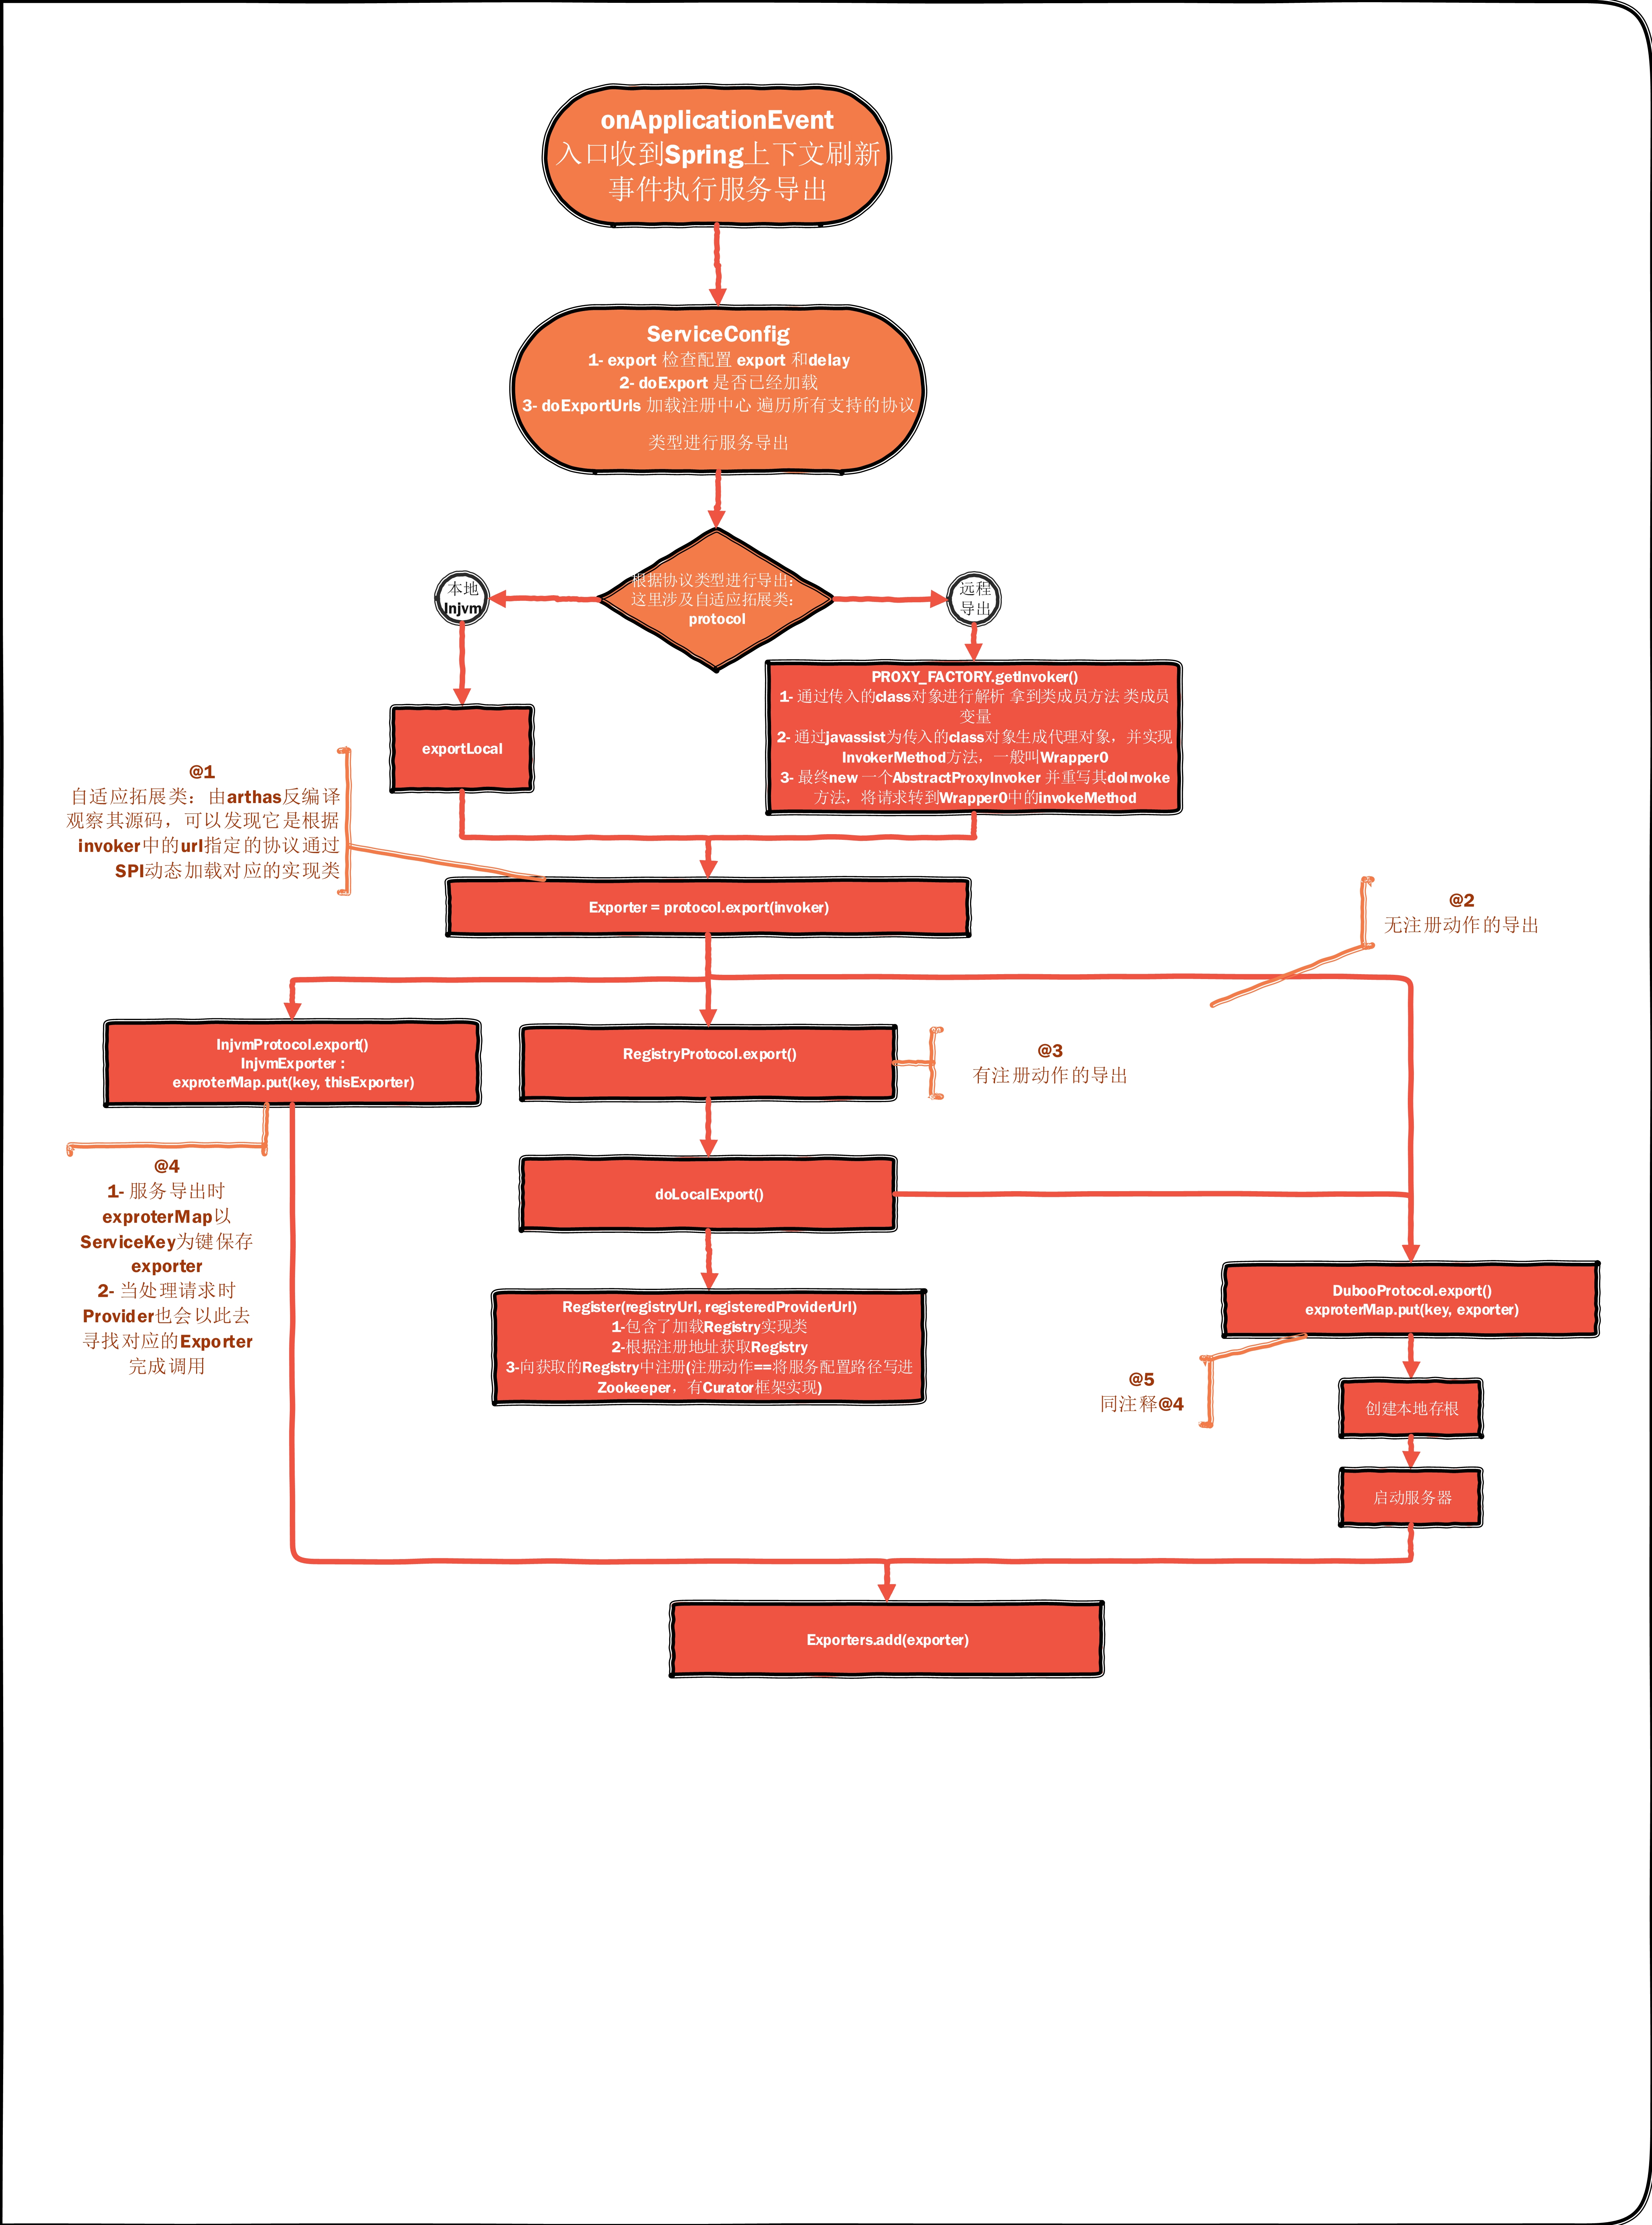 onApplicationEvent
入口收到Spring上下文刷新
事件执行服务导出
ServiceConfig
1- export 检查配置 export 和delay
2- doExport 是否已经加载
3- doExportUrls 加载注册中心 遍历所有支持的协议
类型进行服务导出
根据协议类型进行导出：
这里涉及自适应拓展类：
protocol
本地
Injvm
远程
导出
PROXY_FACTORY.getInvoker()
1- 通过传入的class对象进行解析 拿到类成员方法 类成员
变量
2- 通过javassist为传入的class对象生成代理对象，并实现
InvokerMethod方法，一般叫Wrapper0
3- 最终new 一个AbstractProxyInvoker 并重写其doInvoke
方法，将请求转到Wrapper0中的invokeMethod
exportLocal
@1
自适应拓展类：由arthas反编译
观察其源码，可以发现它是根据
invoker中的url指定的协议通过
SPI动态加载对应的实现类
Exporter = protocol.export(invoker)
@2
无注册动作的导出
InjvmProtocol.export()
InjvmExporter :
exproterMap.put(key, thisExporter)
RegistryProtocol.export()
@3
有注册动作的导出
@4
1- 服务导出时
exproterMap以
ServiceKey为键保存
exporter
2- 当处理请求时
Provider也会以此去
寻找对应的Exporter
完成调用
doLocalExport()
Register(registryUrl, registeredProviderUrl)
1-包含了加载Registry实现类
2-根据注册地址获取Registry
3-向获取的Registry中注册(注册动作==将服务配置路径写进
Zookeeper，有Curator框架实现)
DubooProtocol.export()
exproterMap.put(key, exporter)
@5
同注释@4
创建本地存根
启动服务器
Exporters.add(exporter)